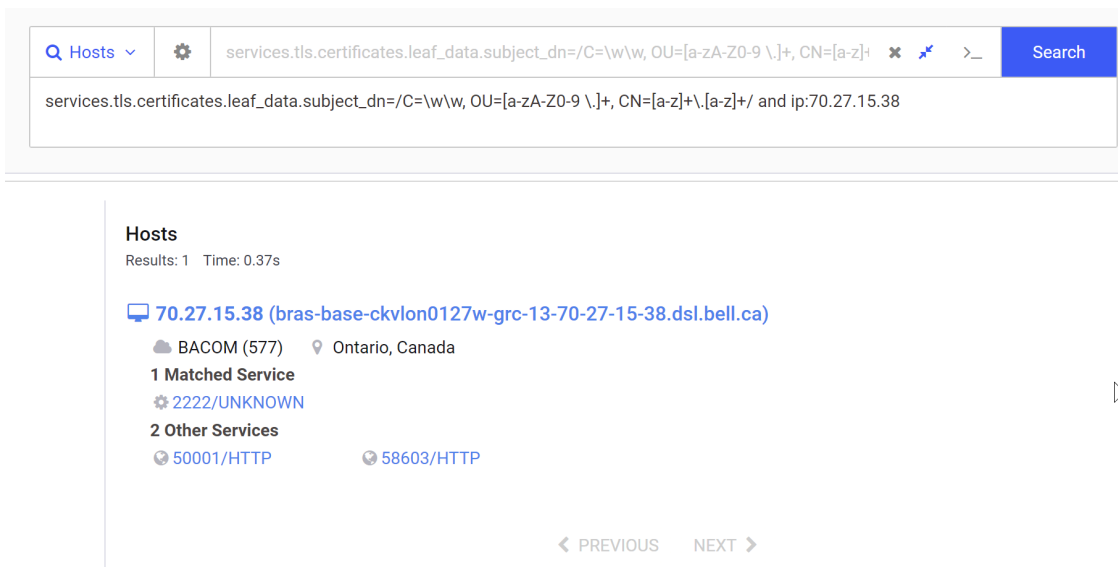 Hosts
services.tls.certificates.leaf_data.subject_dn=/C=\w\w, OU=[a-zA-Z0-9 \.]+, CN=[a-z]+
>_
Search
services.tls.certificates.leaf_data.subject_dn=/C=\w\w, OU=[a-zA-Z0-9 \.]+, CN=[a-z]+\.[a-z]+/ and ip:70.27.15.38
Hosts
Results: 1 Time: 0.37s
70.27.15.38 (bras-base-ckvlon0127w-grc-13-70-27-15-38.dsl.bell.ca)
BACOM (577) Ontario, Canada
1 Matched Service
2222/UNKNOWN
2 Other Services
50001/HTTP 58603/HTTP
PREVIOUS NEXT